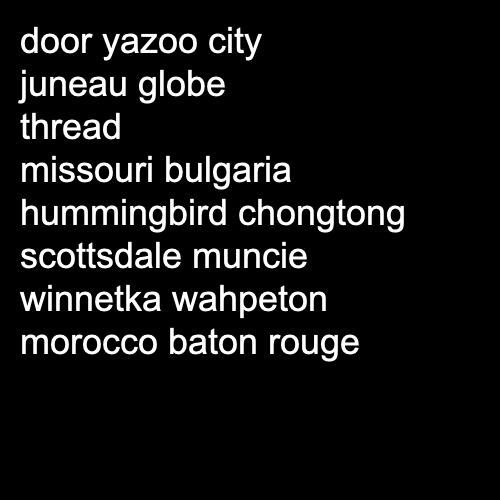 door yazoo city
juneau globe
thread
missouri bulgaria
hummingbird chongtong
scottsdale muncie
winnetka wahpeton
morocco baton rouge